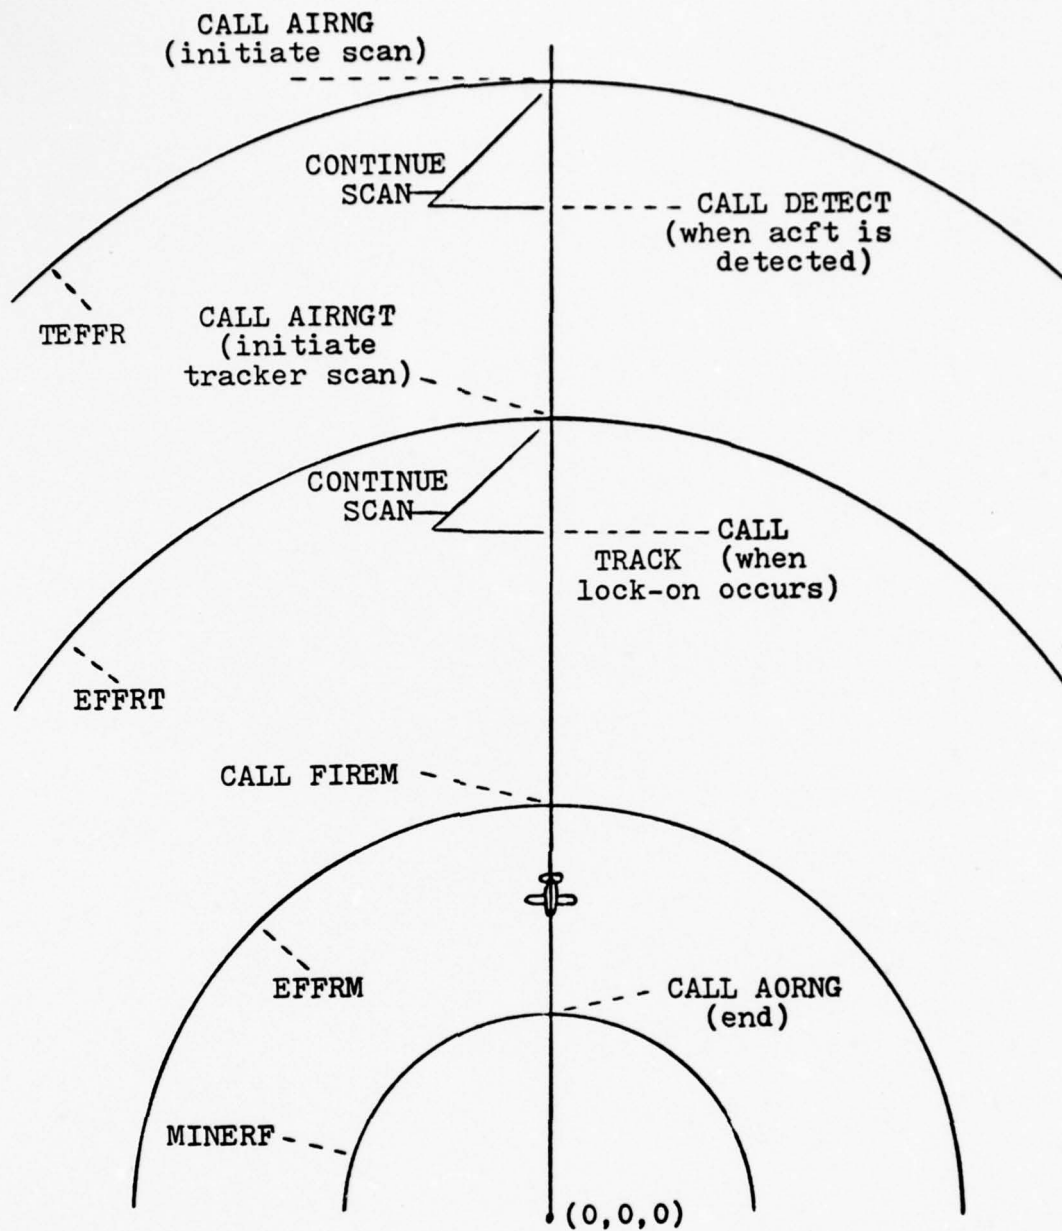 CALL AIRNG
(initiate scan)
CONTINUE
SCAN
CALL DETECT
(when acft is
detected)
TEFFR
CALL AIRNGT
(initiate
tracker scan)
CONTINUE
SCAN
CALL
TRACK (when
lock-on occurs)
EFFRT
CALL FIREM
EFFRM
CALL AORNG
(end)
MINERF
(0,0,0)